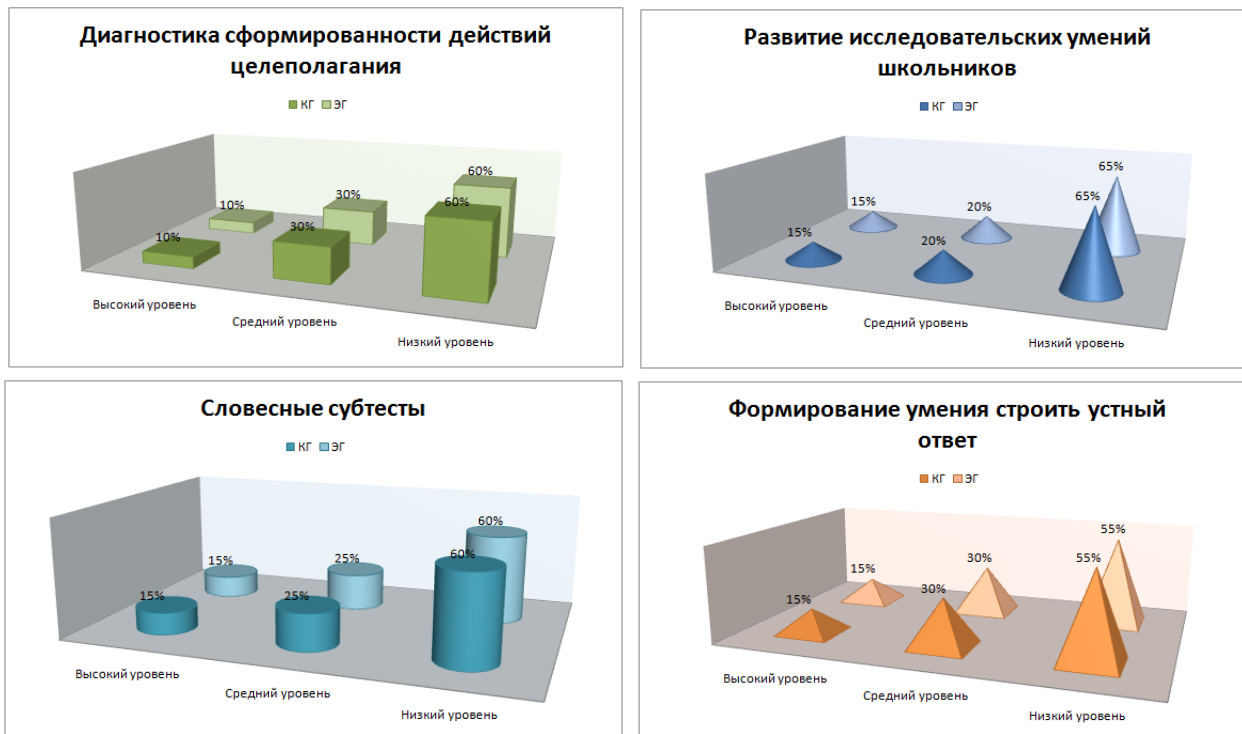 Диагностика сформированности действий
целеполагания
КГ ЭГ
60%
30%
10%
60%
30%
10%
Высокий уровень
Средний уровень
Низкий уровень
Развитие исследовательских умений
школьников
КГ ЭГ
65%
15%
20%
65%
15%
20%
Высокий уровень
Средний уровень
Низкий уровень
Словесные субтесты
КГ ЭГ
60%
15%
25%
60%
15%
25%
Высокий уровень
Средний уровень
Низкий уровень
Формирование умения строить устный
ответ
КГ ЭГ
55%
15%
30%
55%
15%
30%
Высокий уровень
Средний уровень
Низкий уровень